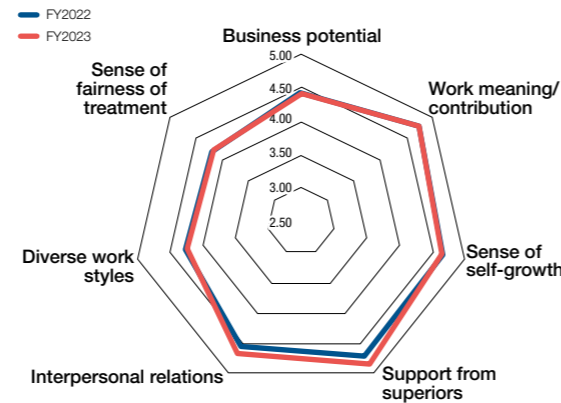 FY2022
FY2023
Business potential
Sense of
fairness of
treatment
Work meaning/
contribution
5.00
4.50
4.00
3.50
3.00
2.50
Diverse work
styles
Sense of
self-growth
Interpersonal relations
Support from
superiors